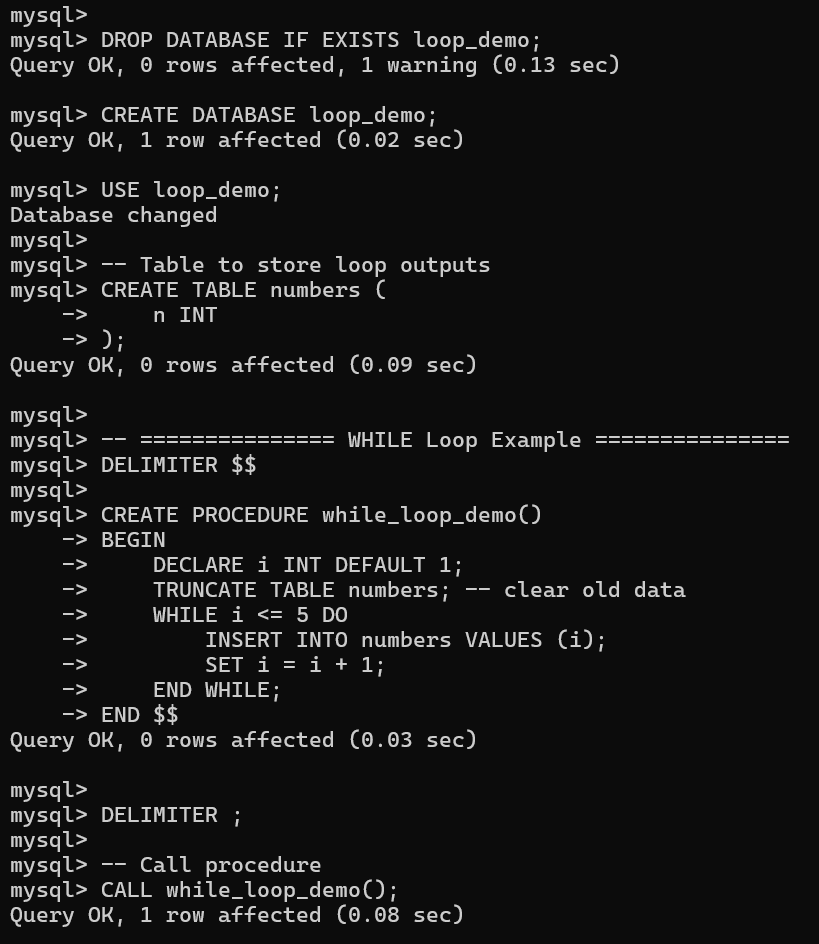 mysql>
mysql> DROP DATABASE IF EXISTS loop_demo;
Query OK, 0 rows affected, 1 warning (0.13 sec)

mysql> CREATE DATABASE loop_demo;
Query OK, 1 row affected (0.02 sec)

mysql> USE loop_demo;
Database changed
mysql>
mysql> -- Table to store loop outputs
mysql> CREATE TABLE numbers (
    ->     n INT
    -> );
Query OK, 0 rows affected (0.09 sec)

mysql>
mysql> -- =============== WHILE Loop Example ===============
mysql> DELIMITER $$
mysql>
mysql> CREATE PROCEDURE while_loop_demo()
    -> BEGIN
    ->     DECLARE i INT DEFAULT 1;
    ->     TRUNCATE TABLE numbers; -- clear old data
    ->     WHILE i <= 5 DO
    ->         INSERT INTO numbers VALUES (i);
    ->         SET i = i + 1;
    ->     END WHILE;
    -> END $$
Query OK, 0 rows affected (0.03 sec)

mysql>
mysql> DELIMITER ;
mysql>
mysql> -- Call procedure
mysql> CALL while_loop_demo();
Query OK, 1 row affected (0.08 sec)